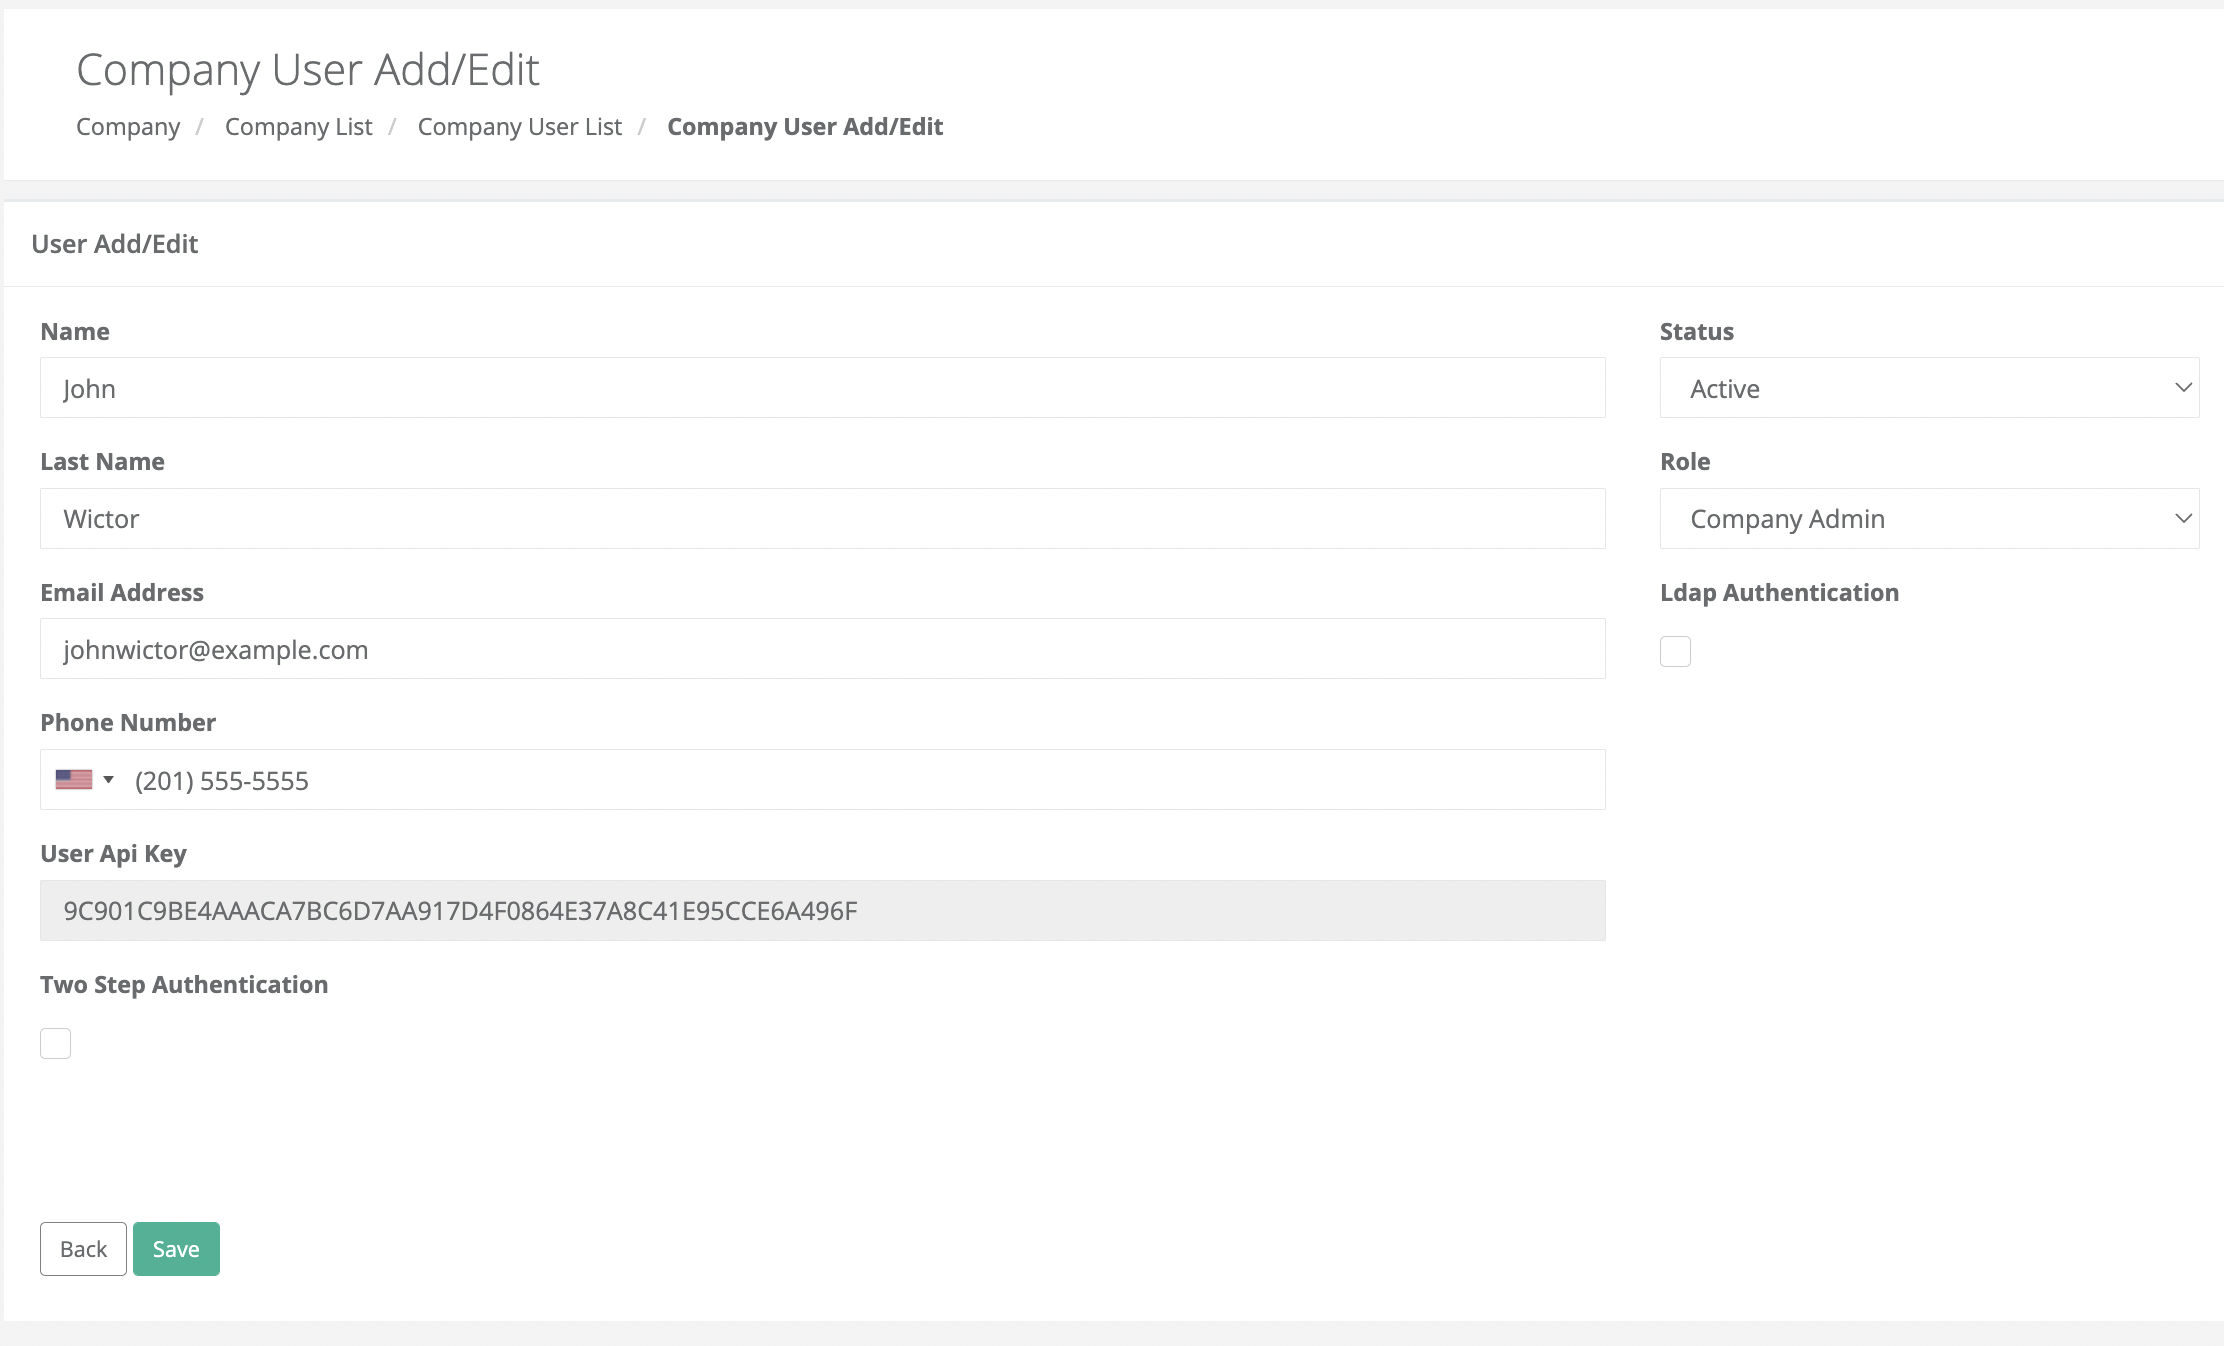 Company User Add/Edit
Company / Company List / Company User List / Company User Add/Edit
User Add/Edit
Name
John
Last Name
Wictor
Email Address
johnwictor@example.com
Phone Number
(201) 555-5555
User Api Key
9C901C9BE4AAACA7BC6D7AA917D4F0864E37A8C41E95CCE6A496F
Two Step Authentication
Status
Active
Role
Company Admin
Ldap Authentication
Back
Save